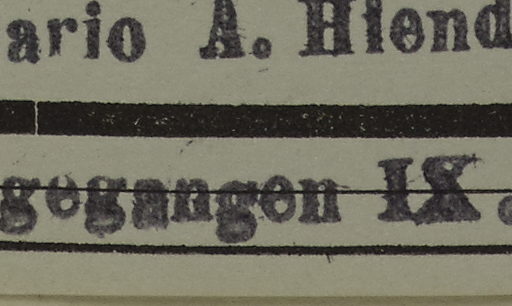 ario A. Hiend
gegangen IX.